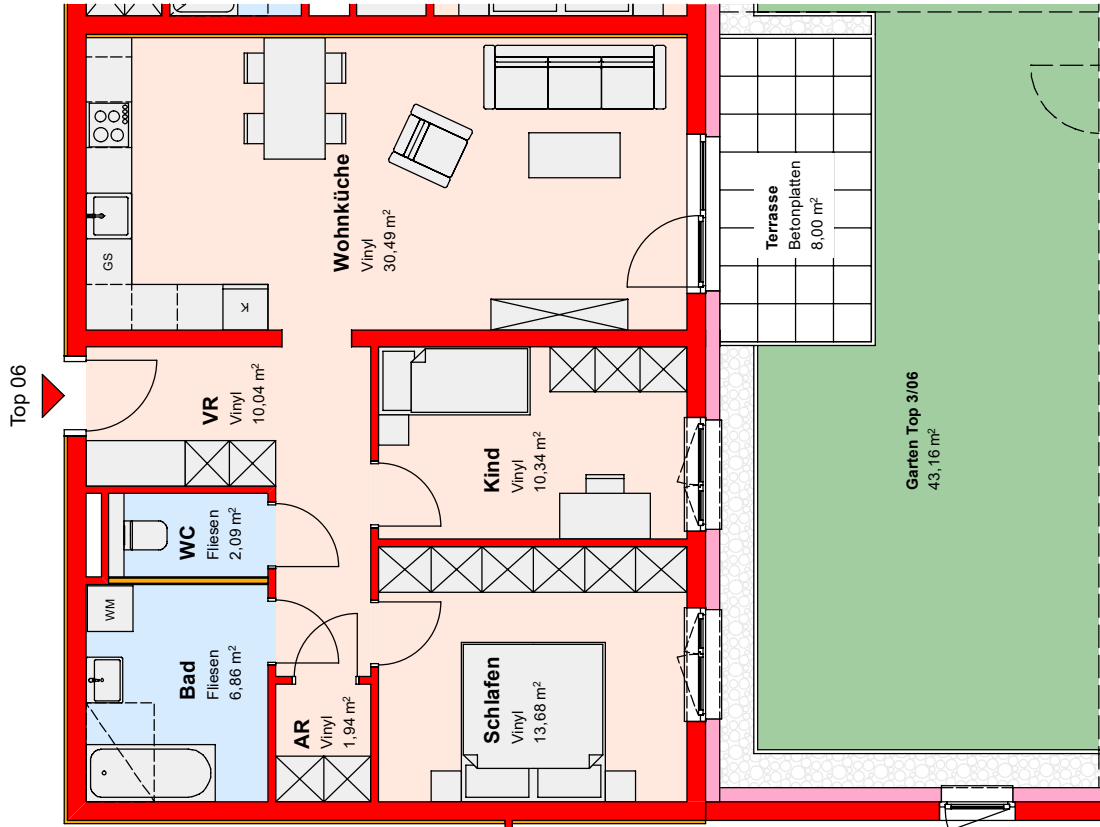 Top 06
GS
K
Wohnküche
Vinyl
30,49 m²
Terrasse
Betonplatten
8,00 m²
VR
Vinyl
10,04 m²
Kind
Vinyl
10,34 m²
Garten Top 3/06
43,16 m²
WC
Fliesen
2,09 m²
WM
Bad
Fliesen
6,86 m²
AR
Vinyl
1,94 m²
Schlafen
Vinyl
13,68 m²